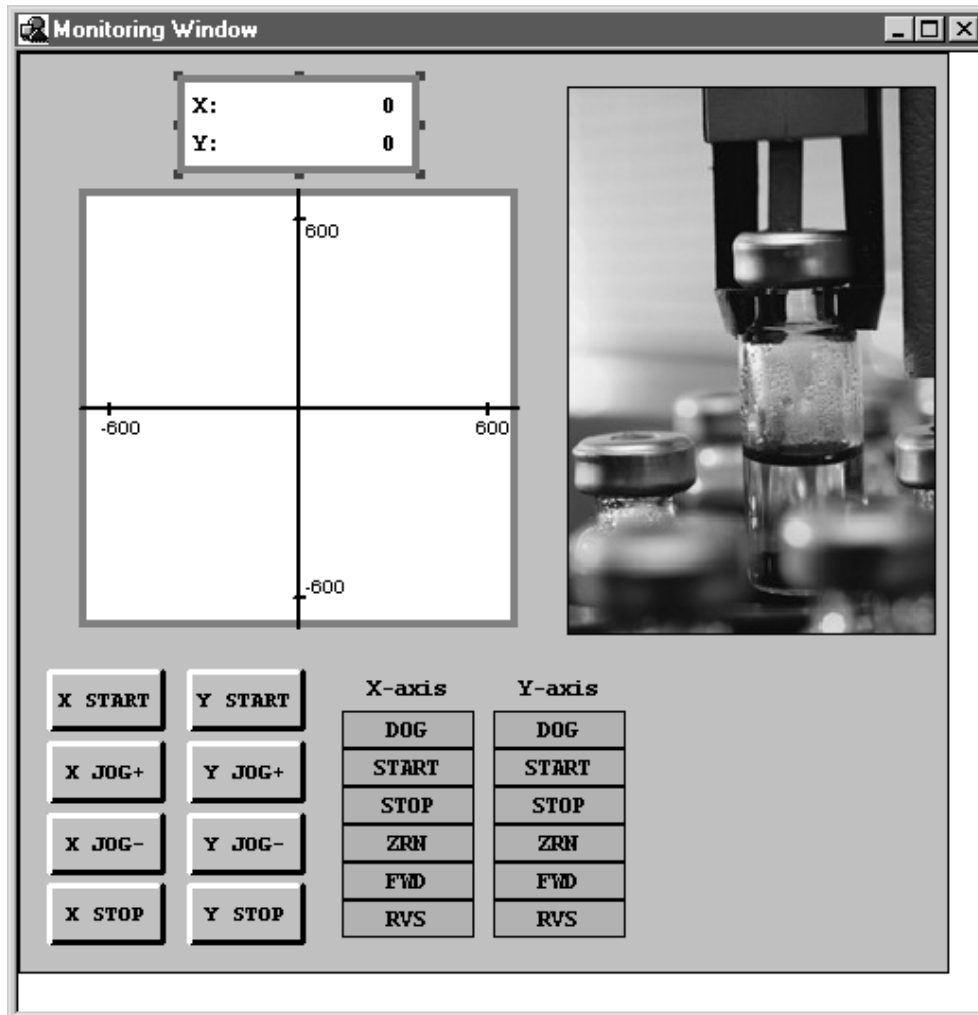 Monitoring Window
X: 0
Y: 0
600
-600 600
-600
X START Y START
X JOG+ Y JOG+
X JOG- Y JOG-
X STOP Y STOP
X-axis Y-axis
DOG DOG
START START
STOP STOP
ZRN ZRN
FWD FWD
RVS RVS